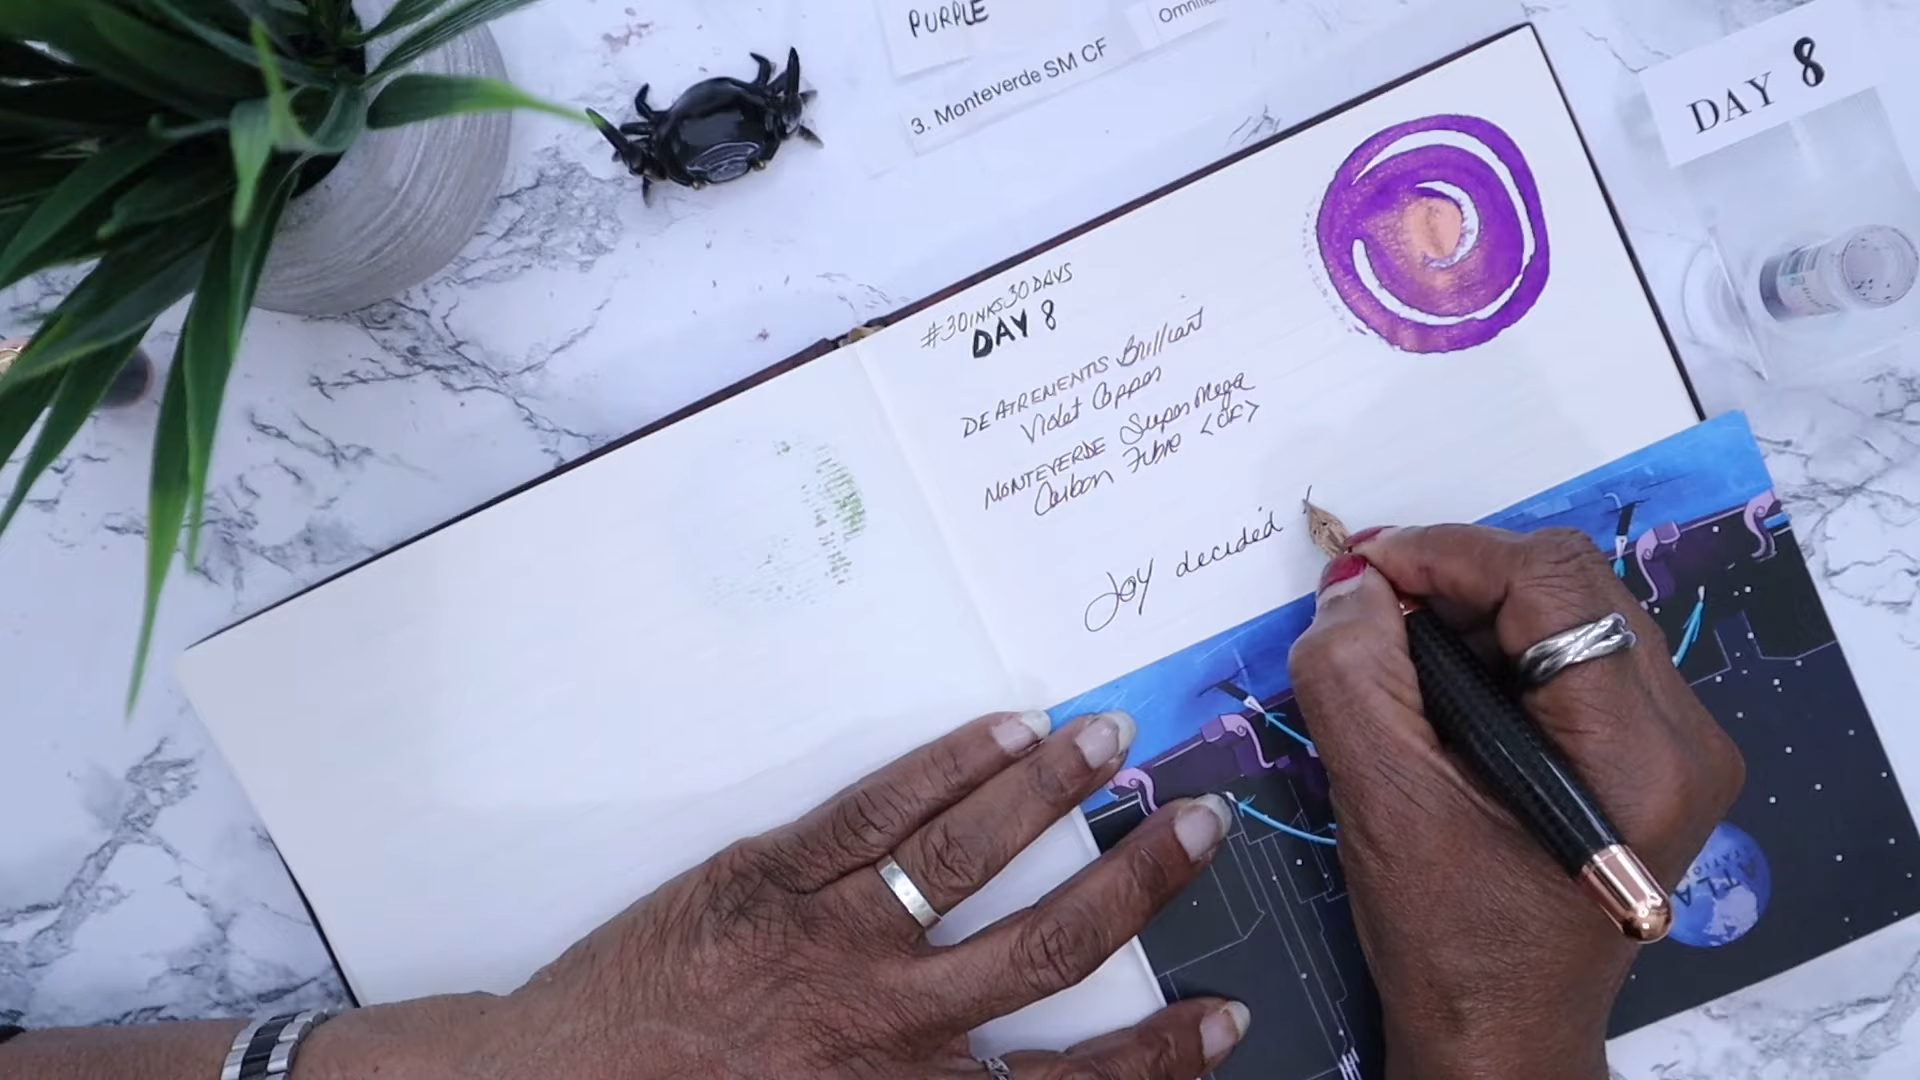 PURPLE
3. Monteverde SM CF
DAY 8
#30INKS30DAYS
DAY 8
DE ATREMENTIS Brilliant
Violet Copper
MONTEVERDE Super Mega
Carbon Fibre <CF>
Joy decided